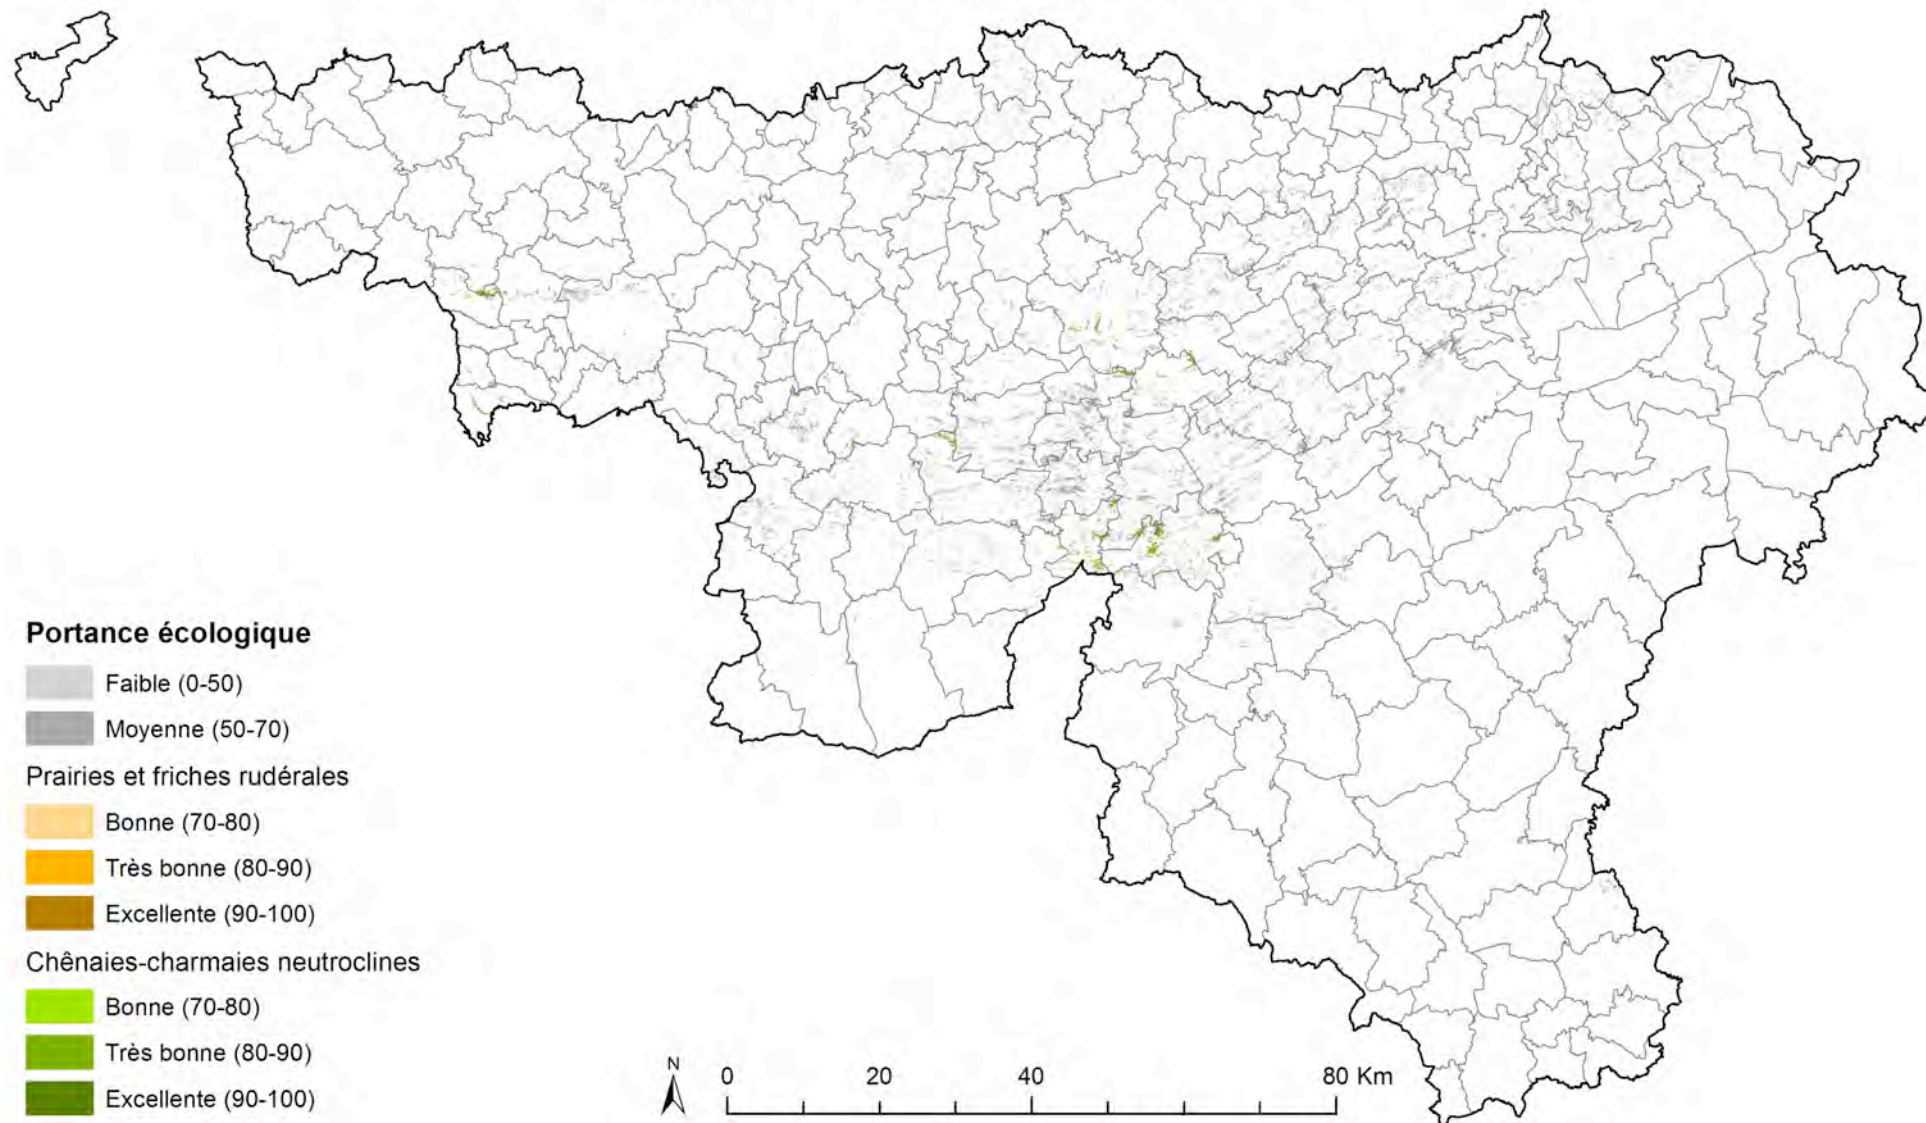 Portance écologique
Faible (0-50)
Moyenne (50-70)
Prairies et friches rudérales
Bonne (70-80)
Très bonne (80-90)
Excellente (90-100)
Chênaies-charmaies neutroclines
Bonne (70-80)
Très bonne (80-90)
Excellente (90-100)
N
0 20 40 80 Km